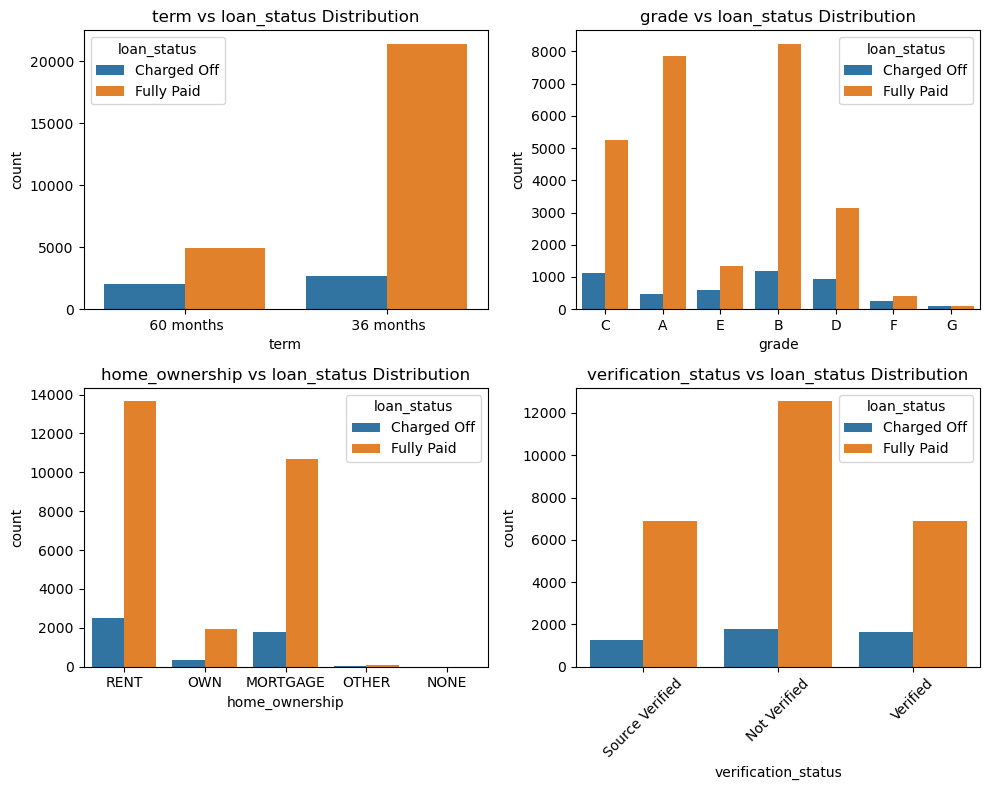 term vs loan_status Distribution
loan_status
Charged Off
Fully Paid
20000
15000
10000
5000
0
count
60 months
36 months
term
grade vs loan_status Distribution
loan_status
Charged Off
Fully Paid
8000
7000
6000
5000
4000
3000
2000
1000
0
count
C A E B D F G
grade
home_ownership vs loan_status Distribution
loan_status
Charged Off
Fully Paid
14000
12000
10000
8000
6000
4000
2000
0
count
RENT OWN MORTGAGE OTHER NONE
home_ownership
verification_status vs loan_status Distribution
loan_status
Charged Off
Fully Paid
12000
10000
8000
6000
4000
2000
0
count
Source Verified
Not Verified
Verified
verification_status